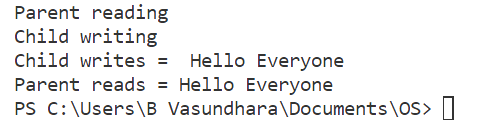 Parent reading
Child writing
Child writes =  Hello Everyone
Parent reads = Hello Everyone
PS C:\Users\B Vasundhara\Documents\OS>